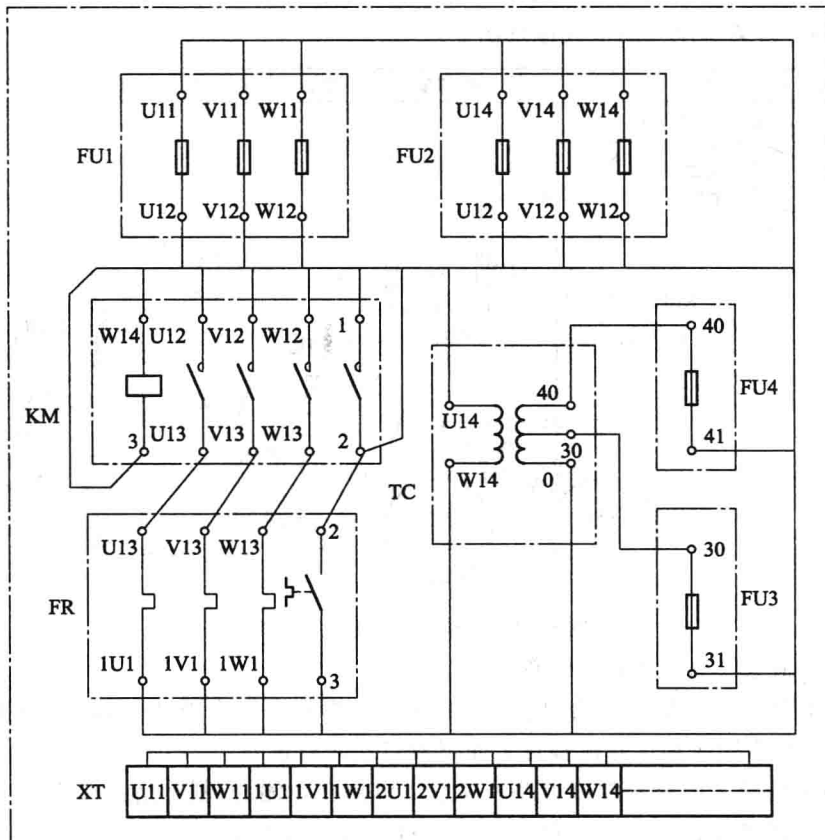 U11 V11 W11 U14 V14 W14
FU1 FU2
U12 V12 W12 U12 V12 W12
W14 U12 V12 W12 1 40
FU4
40
KM U14
3 U13 V13 W13 2 41
30
TC W14 0
U13 V13 W13 2 30
FR FU3
1U1 1V1 1W1 3 31
XT U11 V11 W11 1U1 1V1 1W1 2U1 2V1 2W1 U14 V14 W14